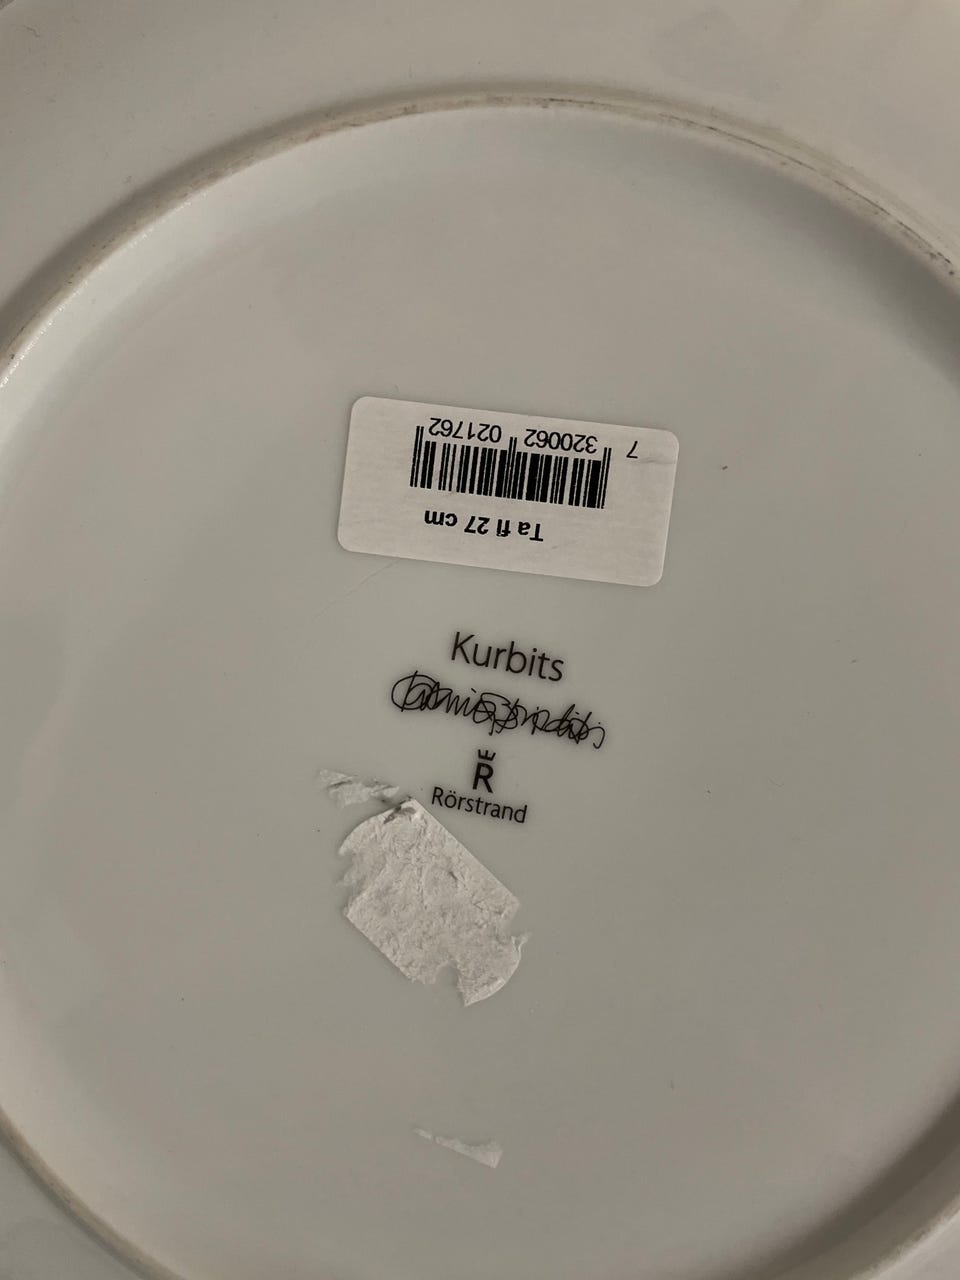 7 320062 021762
Ta fl 27 cm
Kurbits
R
Rörstrand